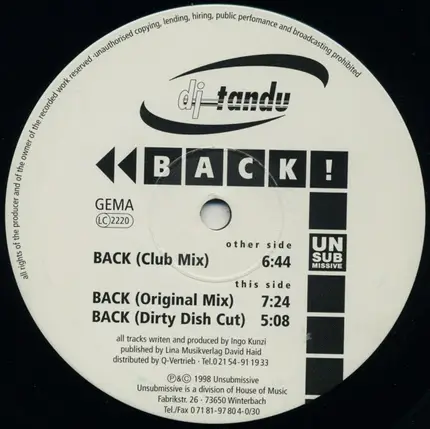 all rights of the producer and of the owner of the recorded work reserved -unauthorised copying, lending, hiring, public perfomance and broadcasting prohibited
dj tandu
BACK!
GEMA
LC 2220
other side
BACK (Club Mix) 6:44
this side
BACK (Original Mix) 7:24
BACK (Dirty Dish Cut) 5:08
UN
SUB
MISSIVE
all tracks writen and produced by Ingo Kunzi
published by Lina Musikverlag David Haid
distributed by Q-Vertrieb · Tel.0 21 54 - 91 19 33
℗&© 1998 Unsubmissive
Unsubmissive is a division of House of Music
Fabrikstr. 26 · 73650 Winterbach
Tel./Fax 0 71 81- 97 80 4-0/30